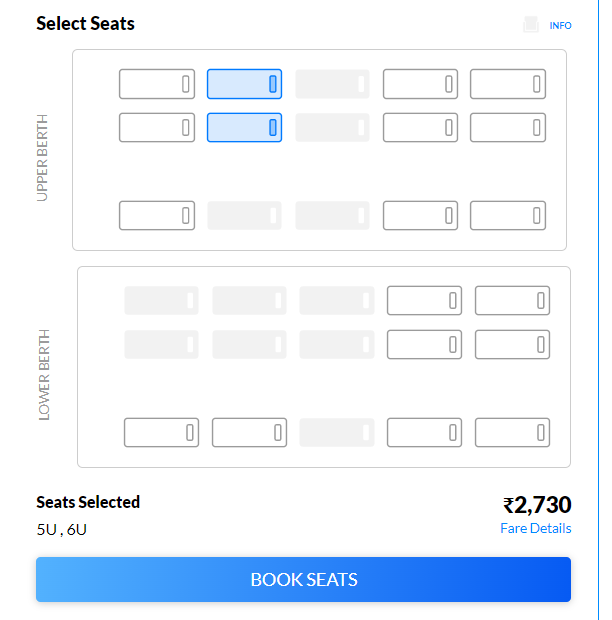 Select Seats
INFO
UPPER BERTH
LOWER BERTH
Seats Selected
₹2,730
5U , 6U
Fare Details
BOOK SEATS